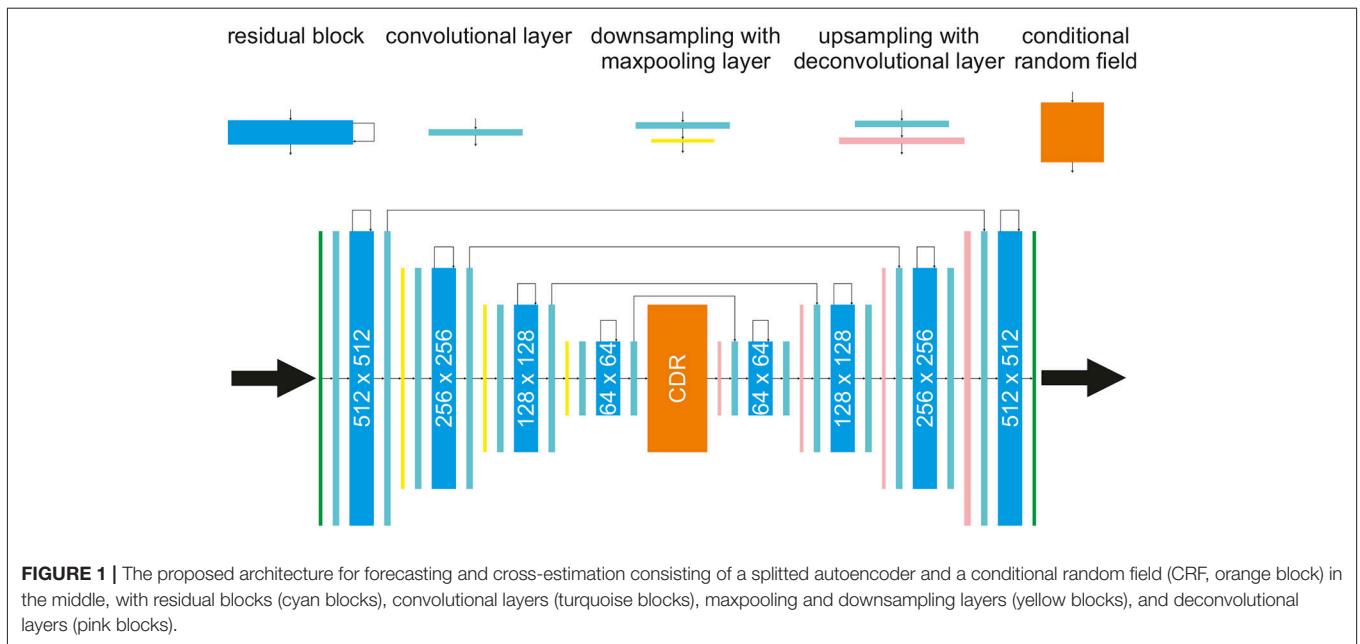 residual block
convolutional layer
downsampling with
maxpooling layer
upsampling with
deconvolutional layer
conditional
random field
512 x 512
256 x 256
128 x 128
64 x 64
CDR
64 x 64
128 x 128
256 x 256
512 x 512
FIGURE 1 | The proposed architecture for forecasting and cross-estimation consisting of a splitted autoencoder and a conditional random field (CRF, orange block) in
the middle, with residual blocks (cyan blocks), convolutional layers (turquoise blocks), maxpooling and downsampling layers (yellow blocks), and deconvolutional
layers (pink blocks).